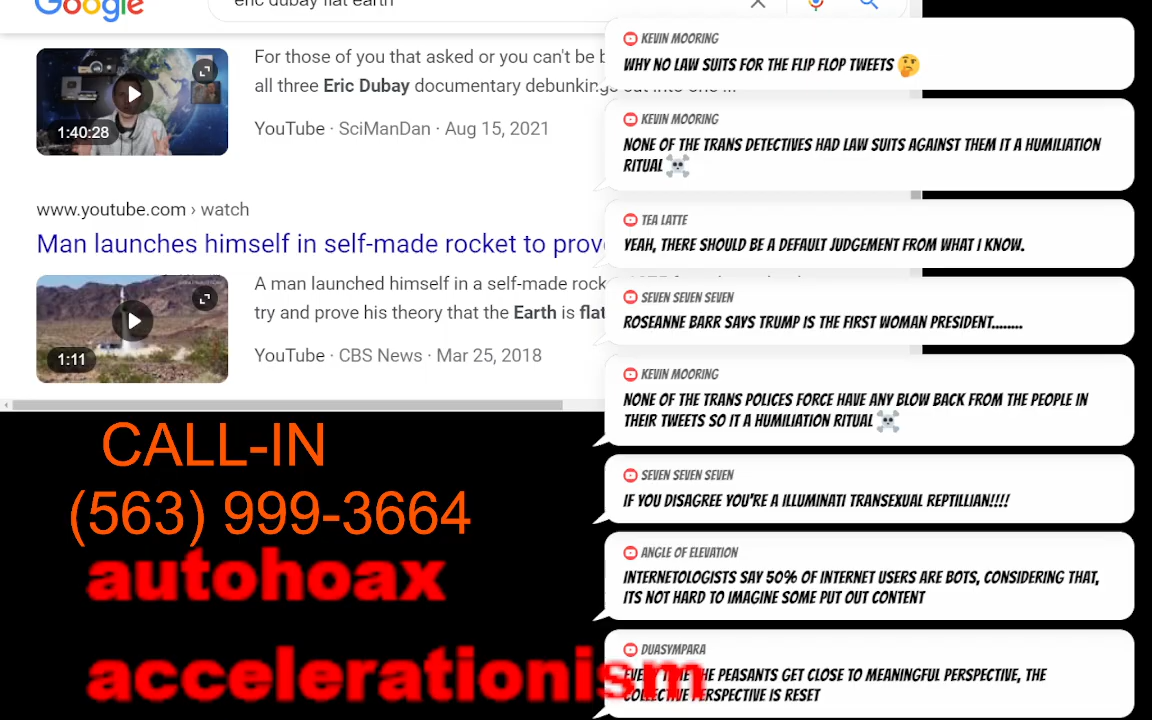 Google
eric dubay flat earth
For those of you that asked or you can't be
all three Eric Dubay documentary debunkings cut into one ...
1:40:28
YouTube · SciManDan · Aug 15, 2021
www.youtube.com › watch
Man launches himself in self-made rocket to prove
A man launched himself in a self-made
try and prove his theory that the Earth is flat
1:11
YouTube · CBS News · Mar 25, 2018
CALL-IN
(563) 999-3664
autohoax
accelerationism
KEVIN MOORING
WHY NO LAW SUITS FOR THE FLIP FLOP TWEETS 🤔
KEVIN MOORING
NONE OF THE TRANS DETECTIVES HAD LAW SUITS AGAINST THEM IT A HUMILIATION
RITUAL ☠️
TEA LATTE
YEAH, THERE SHOULD BE A DEFAULT JUDGEMENT FROM WHAT I KNOW.
SEVEN SEVEN SEVEN
ROSEANNE BARR SAYS TRUMP IS THE FIRST WOMAN PRESIDENT........
KEVIN MOORING
NONE OF THE TRANS POLICES FORCE HAVE ANY BLOW BACK FROM THE PEOPLE IN
THEIR TWEETS SO IT A HUMILIATION RITUAL ☠️
SEVEN SEVEN SEVEN
IF YOU DISAGREE YOU'RE A ILLUMINATI TRANSEXUAL REPTILLIAN!!!!
ANGLE OF ELEVATION
INTERNETOLOGISTS SAY 50% OF INTERNET USERS ARE BOTS, CONSIDERING THAT,
ITS NOT HARD TO IMAGINE SOME PUT OUT CONTENT
DUASYMPARA
EVERY TIME THE PEASANTS GET CLOSE TO MEANINGFUL PERSPECTIVE, THE
COLLECTIVE PERSPECTIVE IS RESET